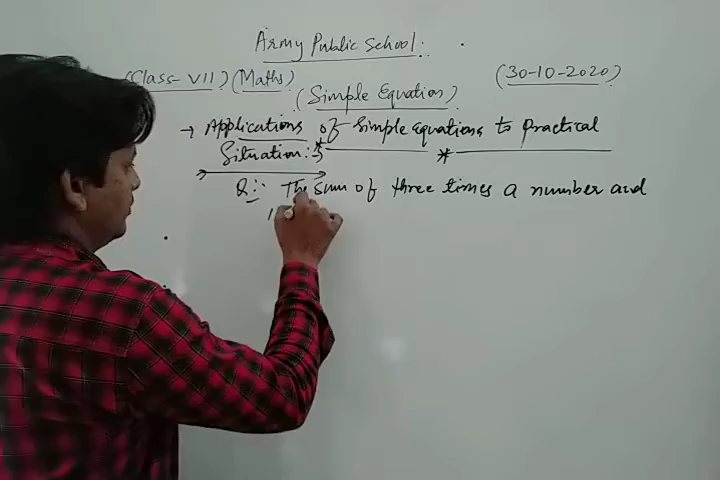 Army Public School:
(Class- VII) (Maths) (30-10-2020)
(Simple Equation)
→ Applications of Simple equations to Practical
Situation:-
Q:- The sum of three times a number and